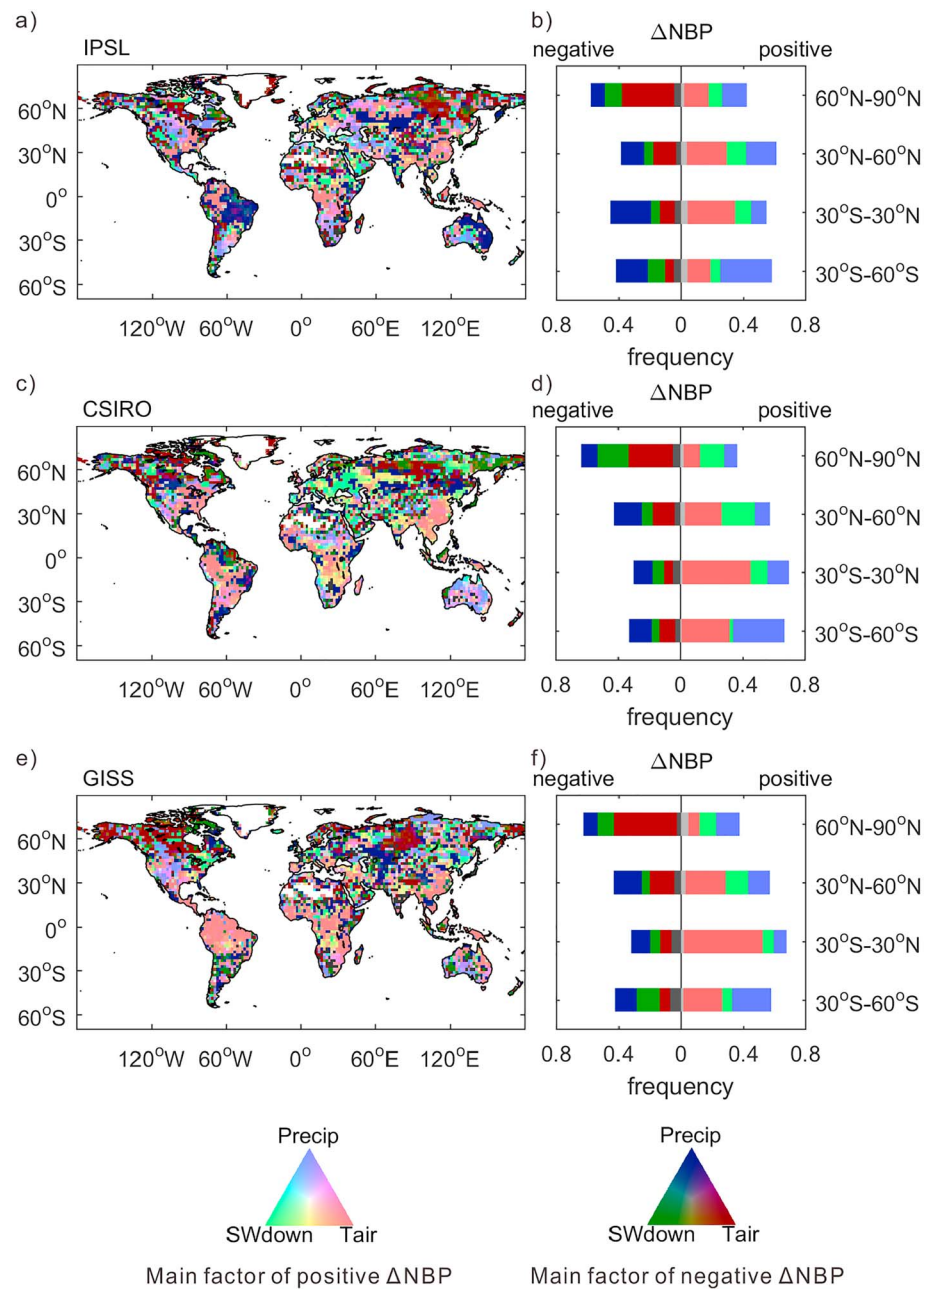 a)
IPSL
60°N
30°N
0°
30°S
60°S
120°W 60°W 0° 60°E 120°E
b)
ΔNBP
negative positive
60°N-90°N
30°N-60°N
30°S-30°N
30°S-60°S
0.8 0.4 0 0.4 0.8
frequency
c)
CSIRO
60°N
30°N
0°
30°S
60°S
120°W 60°W 0° 60°E 120°E
d)
ΔNBP
negative positive
60°N-90°N
30°N-60°N
30°S-30°N
30°S-60°S
0.8 0.4 0 0.4 0.8
frequency
e)
GISS
60°N
30°N
0°
30°S
60°S
120°W 60°W 0° 60°E 120°E
f)
ΔNBP
negative positive
60°N-90°N
30°N-60°N
30°S-30°N
30°S-60°S
0.8 0.4 0 0.4 0.8
frequency
Precip
SWdown Tair
Main factor of positive ΔNBP
Precip
SWdown Tair
Main factor of negative ΔNBP